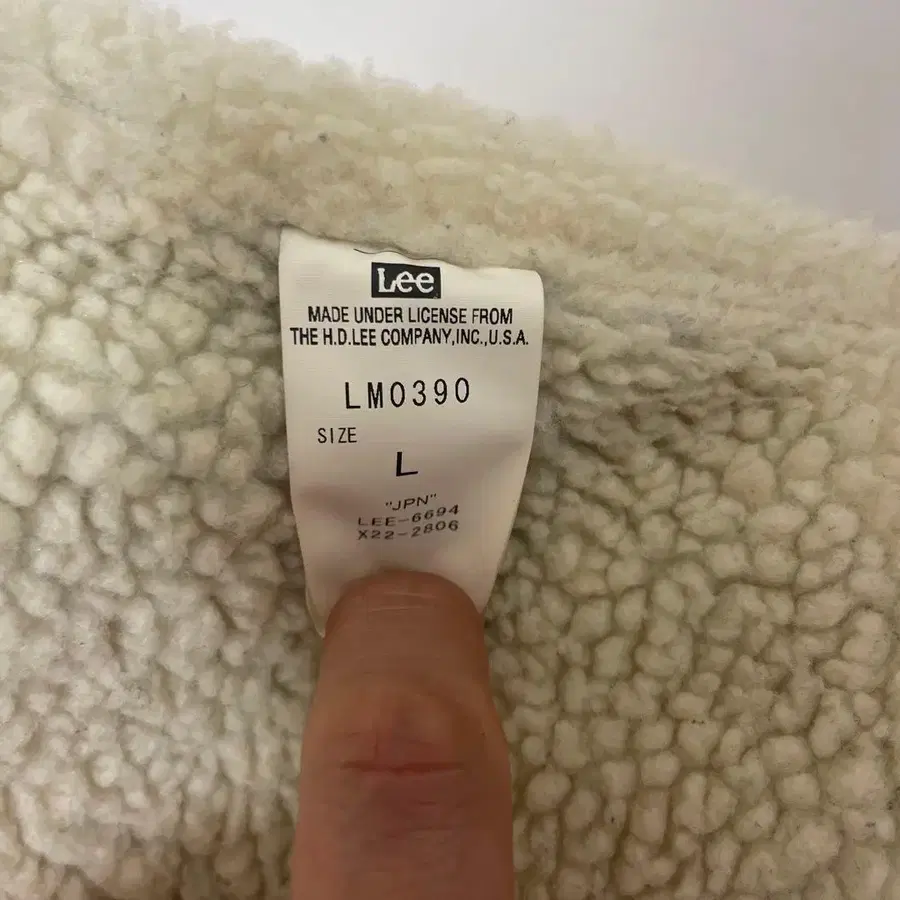 Lee
MADE UNDER LICENSE FROM
THE H.D.LEE COMPANY,INC.,U.S.A.
LM0390
SIZE
L
"JPN"
LEE-6694
X22-2806